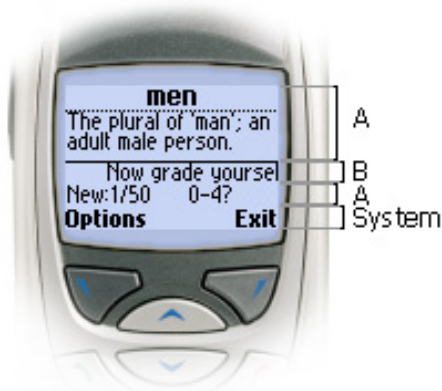 men
The plural of 'man'; an
adult male person.
Now grade yoursel
New:1/50 0-4?
Options Exit
A
B
A
System